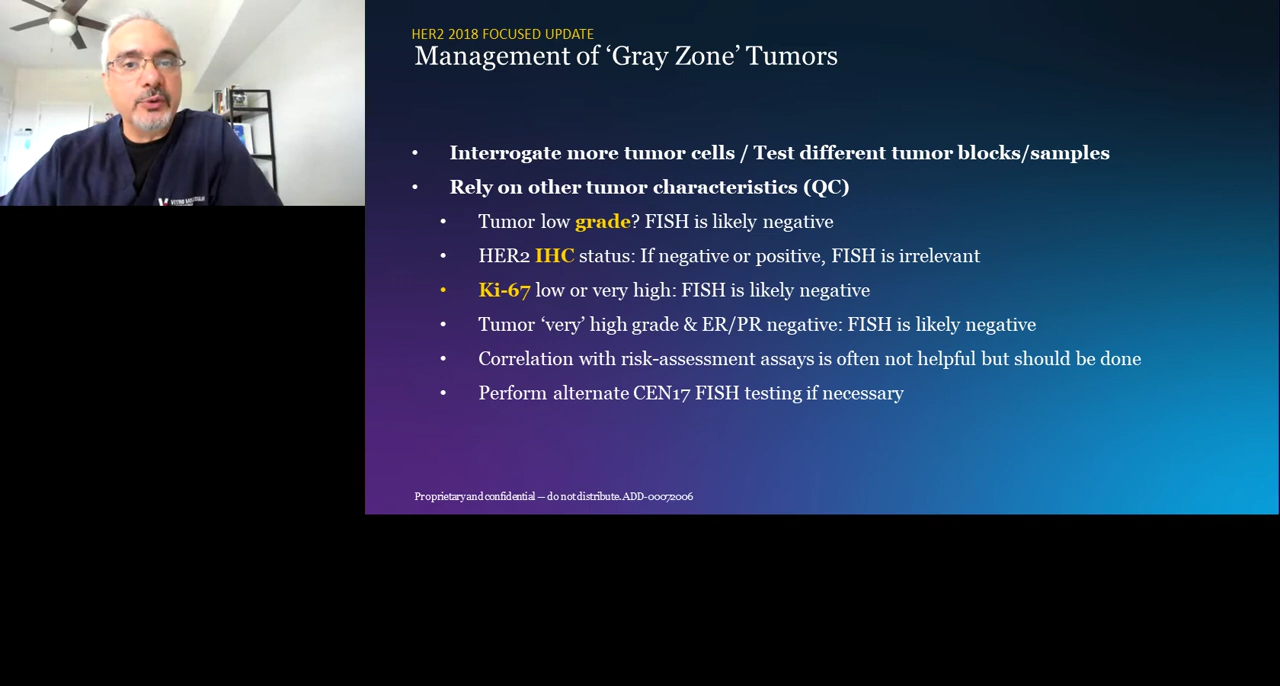 HER2 2018 FOCUSED UPDATE
Management of ‘Gray Zone’ Tumors
• Interrogate more tumor cells / Test different tumor blocks/samples
• Rely on other tumor characteristics (QC)
• Tumor low grade? FISH is likely negative
• HER2 IHC status: If negative or positive, FISH is irrelevant
• Ki-67 low or very high: FISH is likely negative
• Tumor ‘very’ high grade & ER/PR negative: FISH is likely negative
• Correlation with risk-assessment assays is often not helpful but should be done
• Perform alternate CEN17 FISH testing if necessary
Proprietary and confidential — do not distribute. ADD-00072006